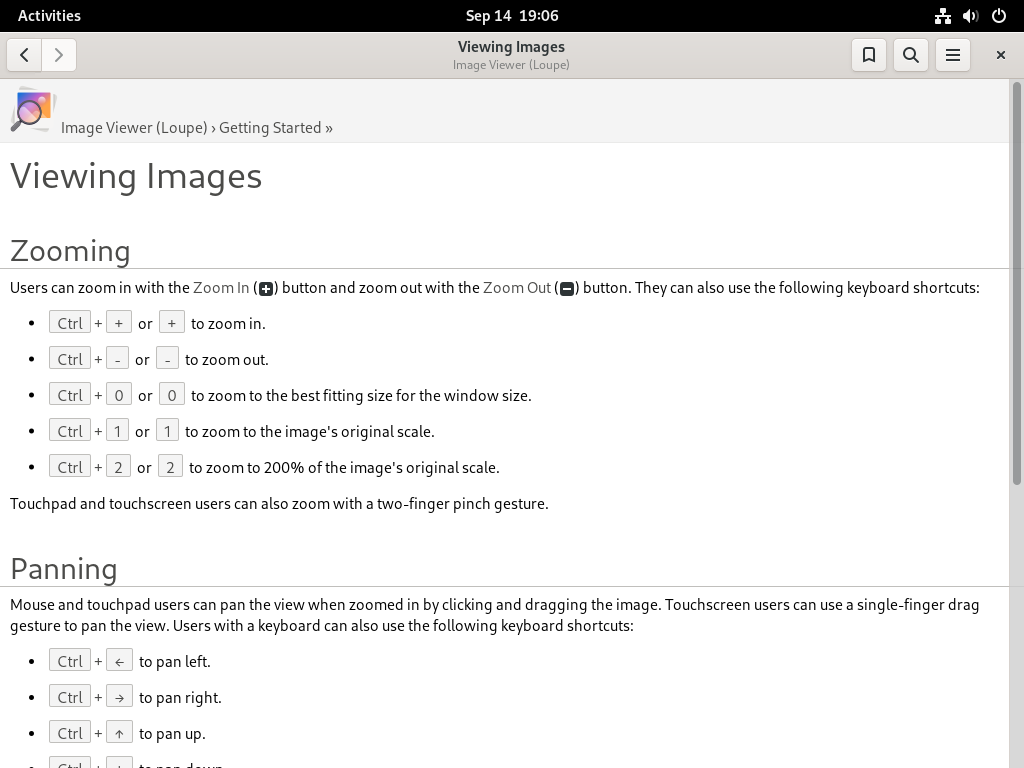 Activities
Sep 14 19:06
Viewing Images
Image Viewer (Loupe)
Image Viewer (Loupe) › Getting Started »
Viewing Images
Zooming
Users can zoom in with the Zoom In (+) button and zoom out with the Zoom Out (−) button. They can also use the following keyboard shortcuts:
• Ctrl + + or + to zoom in.
• Ctrl + - or - to zoom out.
• Ctrl + 0 or 0 to zoom to the best fitting size for the window size.
• Ctrl + 1 or 1 to zoom to the image's original scale.
• Ctrl + 2 or 2 to zoom to 200% of the image's original scale.
Touchpad and touchscreen users can also zoom with a two-finger pinch gesture.
Panning
Mouse and touchpad users can pan the view when zoomed in by clicking and dragging the image. Touchscreen users can use a single-finger drag
gesture to pan the view. Users with a keyboard can also use the following keyboard shortcuts:
• Ctrl + ← to pan left.
• Ctrl + → to pan right.
• Ctrl + ↑ to pan up.
• Ctrl + ↓ to pan down.